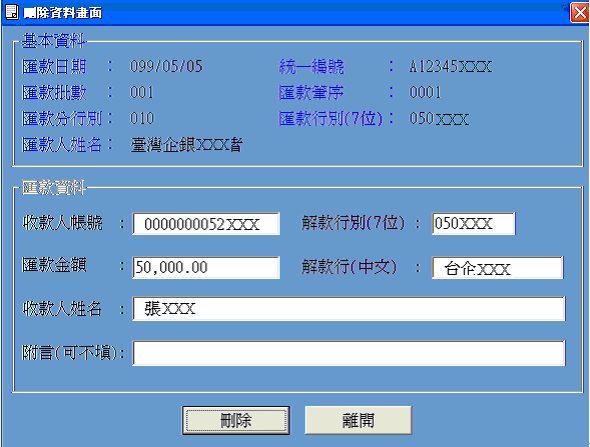 刪除資料畫面
基本資料
匯款日期 : 099/05/05 統一編號 : A12345XXX
匯款批數 : 001 匯款筆序 : 0001
匯款分行別 : 010 匯款行別(7位) : 050XXX
匯款人姓名 : 臺灣企銀XXX者
匯款資料
收款人帳號 : 0000000052XXX 解款行別(7位) : 050XXX
匯款金額 : 50,000.00 解款行(中文) : 台企XXX
收款人姓名 : 張XXX
附言(可不填):
刪除 離開